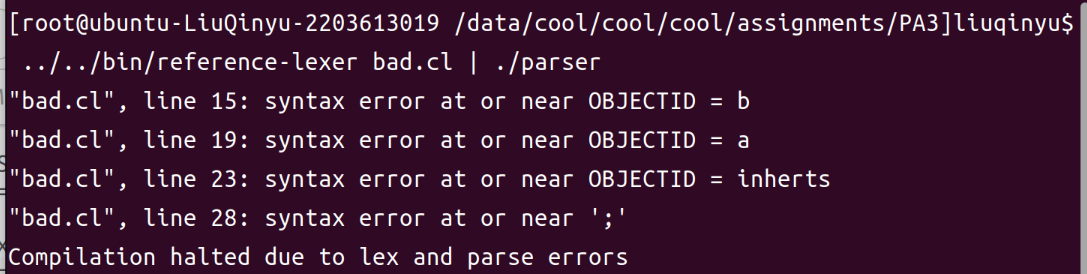 [root@ubuntu-LiuQinyu-2203613019 /data/cool/cool/cool/assignments/PA3]liuqinyu$
../../bin/reference-lexer bad.cl | ./parser
"bad.cl", line 15: syntax error at or near OBJECTID = b
"bad.cl", line 19: syntax error at or near OBJECTID = a
"bad.cl", line 23: syntax error at or near OBJECTID = inherts
"bad.cl", line 28: syntax error at or near ';'
Compilation halted due to lex and parse errors